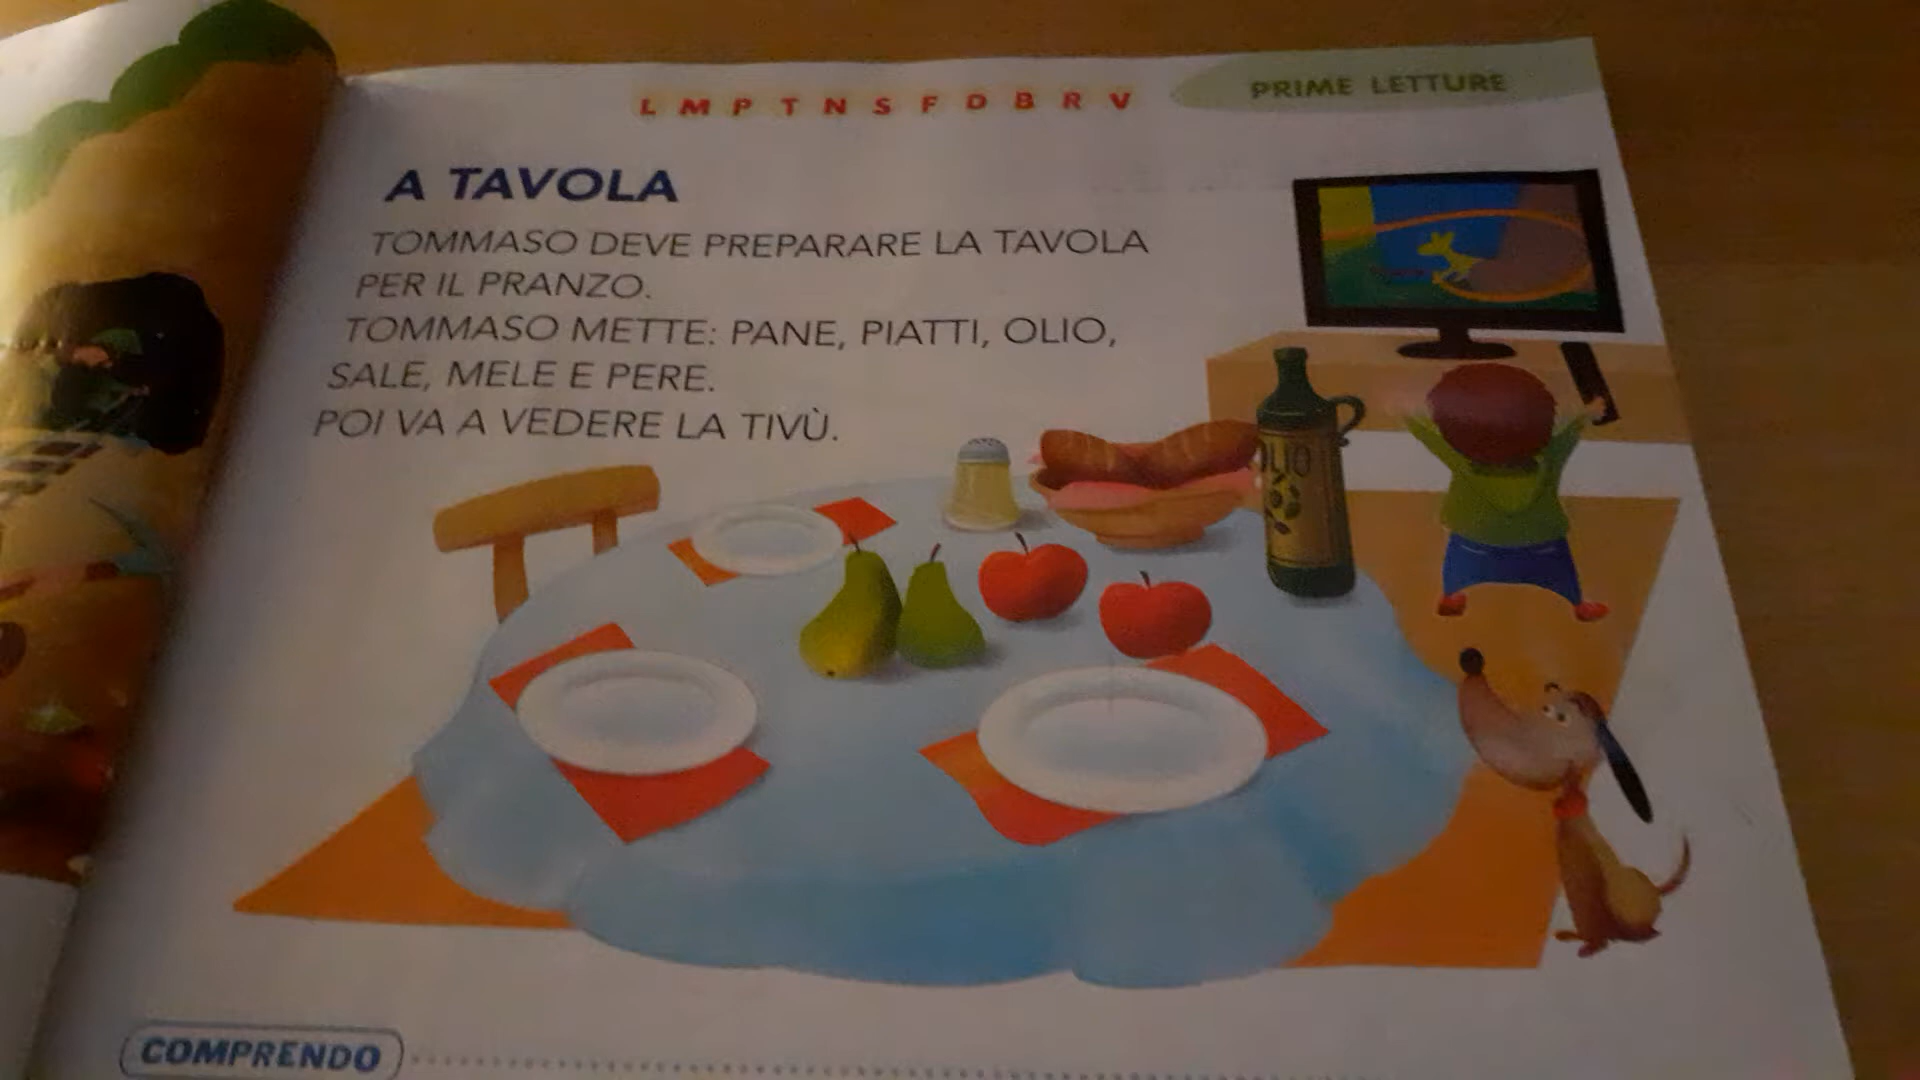 L M P T N S F D B R V
PRIME LETTURE
A TAVOLA
TOMMASO DEVE PREPARARE LA TAVOLA
PER IL PRANZO.
TOMMASO METTE: PANE, PIATTI, OLIO,
SALE, MELE E PERE.
POI VA A VEDERE LA TIVÙ.
OLIO
COMPRENDO